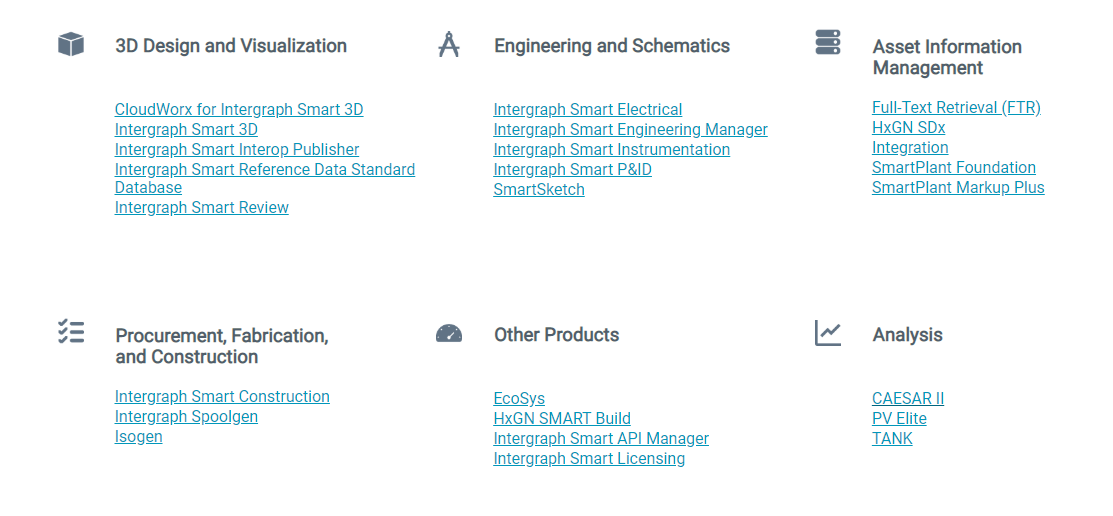 3D Design and Visualization
CloudWorx for Intergraph Smart 3D
Intergraph Smart 3D
Intergraph Smart Interop Publisher
Intergraph Smart Reference Data Standard
Database
Intergraph Smart Review
Engineering and Schematics
Intergraph Smart Electrical
Intergraph Smart Engineering Manager
Intergraph Smart Instrumentation
Intergraph Smart P&ID
SmartSketch
Asset Information
Management
Full-Text Retrieval (FTR)
HxGN SDx
Integration
SmartPlant Foundation
SmartPlant Markup Plus
Procurement, Fabrication,
and Construction
Intergraph Smart Construction
Intergraph Spoolgen
Isogen
Other Products
EcoSys
HxGN SMART Build
Intergraph Smart API Manager
Intergraph Smart Licensing
Analysis
CAESAR II
PV Elite
TANK